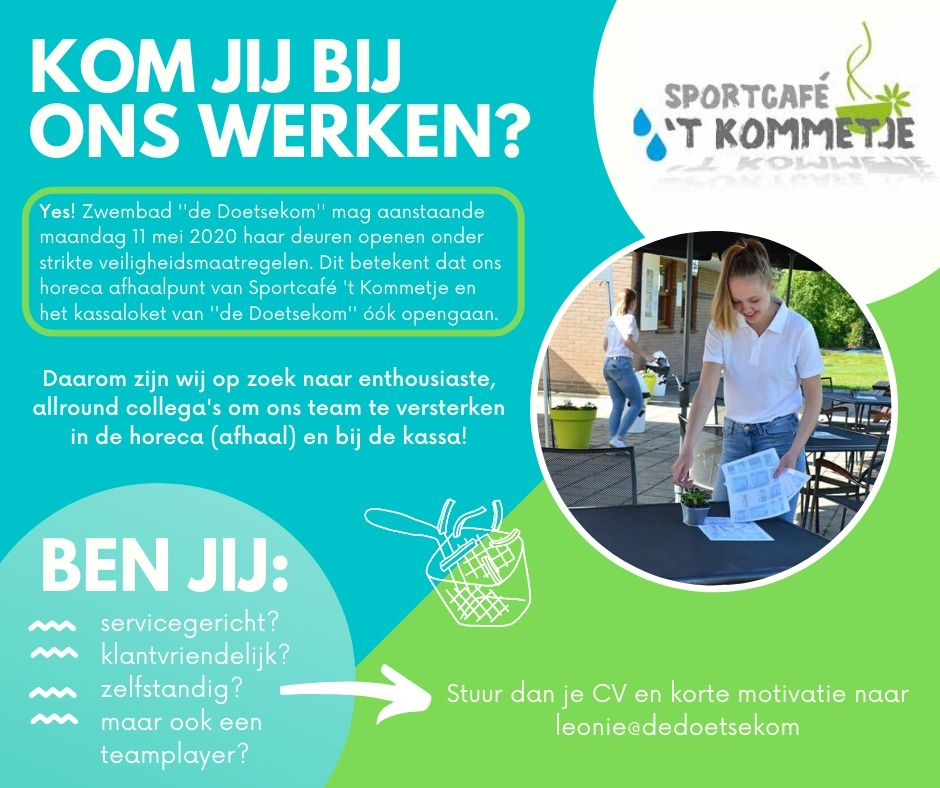 KOM JIJ BIJ
ONS WERKEN?
SPORTCAFÉ
'T KOMMETJE
Yes! Zwembad "de Doetsekom" mag aanstaande
maandag 11 mei 2020 haar deuren openen onder
strikte veiligheidsmaatregelen. Dit betekent dat ons
horeca afhaalpunt van Sportcafé 't Kommetje en
het kassaloket van "de Doetsekom" óók opengaan.
Daarom zijn wij op zoek naar enthousiaste,
allround collega's om ons team te versterken
in de horeca (afhaal) en bij de kassa!
BEN JIJ:
servicegericht?
klantvriendelijk?
zelfstandig?
maar ook een
teamplayer?
Stuur dan je CV en korte motivatie naar
leonie@dedoetsekom